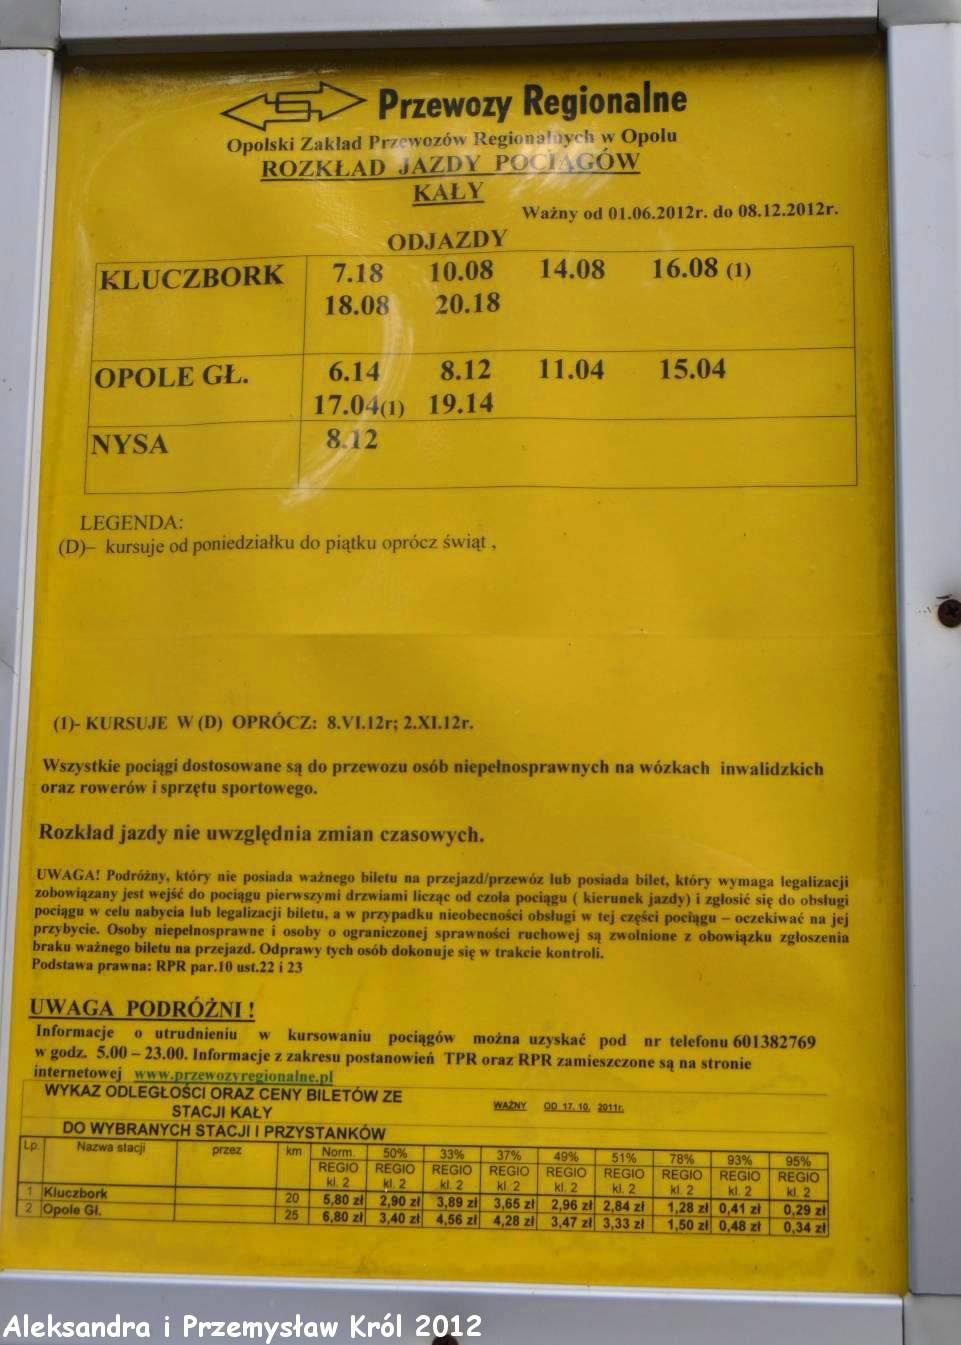 Przewozy Regionalne
Opolski Zakład Przewozów Regionalnych w Opolu
ROZKŁAD JAZDY POCIĄGÓW
KAŁY
Ważny od 01.06.2012r. do 08.12.2012r.
ODJAZDY
KLUCZBORK 7.18 10.08 14.08 16.08 (1)
18.08 20.18
OPOLE GŁ. 6.14 8.12 11.04 15.04
17.04(1) 19.14
NYSA 8.12
LEGENDA:
(D)– kursuje od poniedziałku do piątku oprócz świąt ,
(1)- KURSUJE W (D) OPRÓCZ: 8.VI.12r; 2.XI.12r.
Wszystkie pociągi dostosowane są do przewozu osób niepełnosprawnych na wózkach inwalidzkich
oraz rowerów i sprzętu sportowego.
Rozkład jazdy nie uwzględnia zmian czasowych.
UWAGA! Podróżny, który nie posiada ważnego biletu na przejazd/przewóz lub posiada bilet, który wymaga legalizacji
zobowiązany jest wejść do pociągu pierwszymi drzwiami licząc od czoła pociągu ( kierunek jazdy) i zgłosić się do obsługi
pociągu w celu nabycia lub legalizacji biletu, a w przypadku nieobecności obsługi w tej części pociągu – oczekiwać na jej
przybycie. Osoby niepełnosprawne i osoby o ograniczonej sprawności ruchowej są zwolnione z obowiązku zgłoszenia
braku ważnego biletu na przejazd. Odprawy tych osób dokonuje się w trakcie kontroli.
Podstawa prawna: RPR par.10 ust.22 i 23
UWAGA PODRÓŻNI !
Informacje o utrudnieniu w kursowaniu pociągów można uzyskać pod nr telefonu 601382769
w godz. 5.00 – 23.00. Informacje z zakresu postanowień TPR oraz RPR zamieszczone są na stronie
internetowej www.przewozyregionalne.pl
WYKAZ ODLEGŁOŚCI ORAZ CENY BILETÓW ZE
STACJI KAŁY WAŻNY OD 17. 10. 2011r.
DO WYBRANYCH STACJI I PRZYSTANKÓW
Lp. Nazwa stacji przez km Norm. 50% 33% 37% 49% 51% 78% 93% 95%
REGIO REGIO REGIO REGIO REGIO REGIO REGIO REGIO REGIO
kl. 2 kl. 2 kl. 2 kl. 2 kl. 2 kl. 2 kl. 2 kl. 2 kl. 2
1 Kluczbork 20 5,80 zł 2,90 zł 3,89 zł 3,65 zł 2,96 zł 2,84 zł 1,28 zł 0,41 zł 0,29 zł
2 Opole Gł. 25 6,80 zł 3,40 zł 4,56 zł 4,28 zł 3,47 zł 3,33 zł 1,50 zł 0,48 zł 0,34 zł
Aleksandra i Przemysław Król 2012